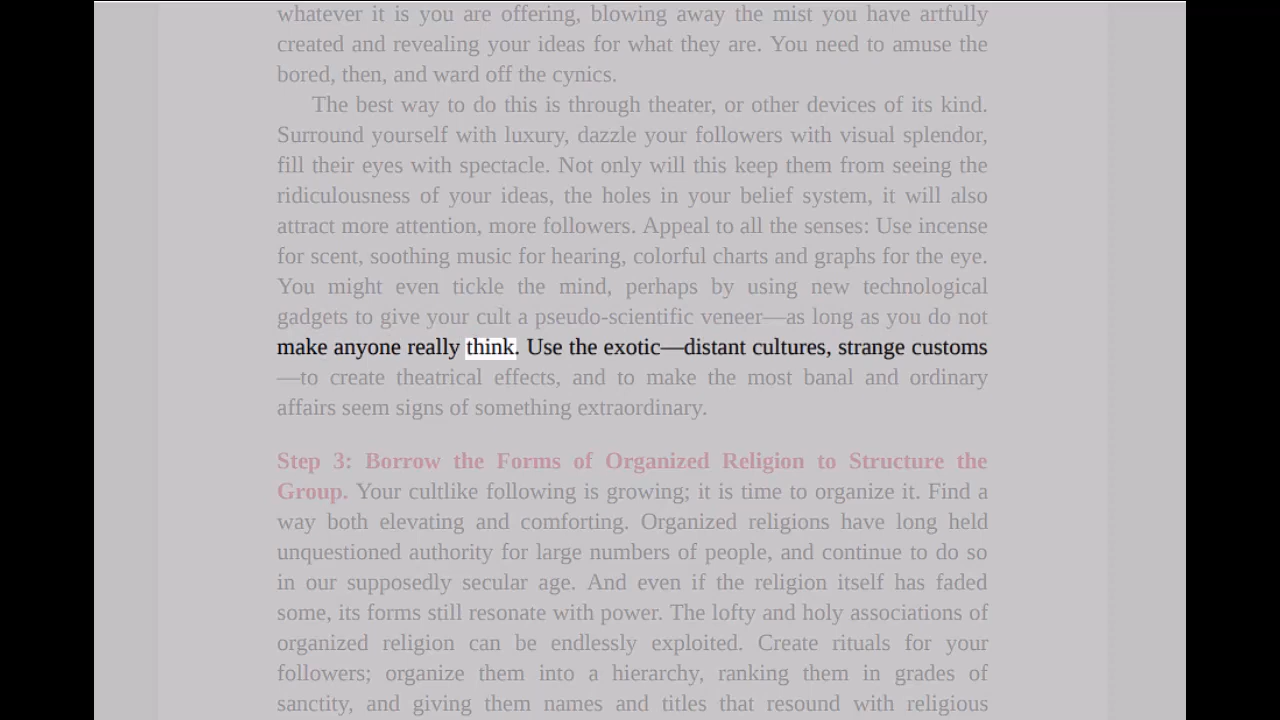 whatever it is you are offering, blowing away the mist you have artfully
created and revealing your ideas for what they are. You need to amuse the
bored, then, and ward off the cynics.
The best way to do this is through theater, or other devices of its kind.
Surround yourself with luxury, dazzle your followers with visual splendor,
fill their eyes with spectacle. Not only will this keep them from seeing the
ridiculousness of your ideas, the holes in your belief system, it will also
attract more attention, more followers. Appeal to all the senses: Use incense
for scent, soothing music for hearing, colorful charts and graphs for the eye.
You might even tickle the mind, perhaps by using new technological
gadgets to give your cult a pseudo-scientific veneer—as long as you do not
make anyone really think. Use the exotic—distant cultures, strange customs
—to create theatrical effects, and to make the most banal and ordinary
affairs seem signs of something extraordinary.
Step 3: Borrow the Forms of Organized Religion to Structure the
Group. Your cultlike following is growing; it is time to organize it. Find a
way both elevating and comforting. Organized religions have long held
unquestioned authority for large numbers of people, and continue to do so
in our supposedly secular age. And even if the religion itself has faded
some, its forms still resonate with power. The lofty and holy associations of
organized religion can be endlessly exploited. Create rituals for your
followers; organize them into a hierarchy, ranking them in grades of
sanctity, and giving them names and titles that resound with religious